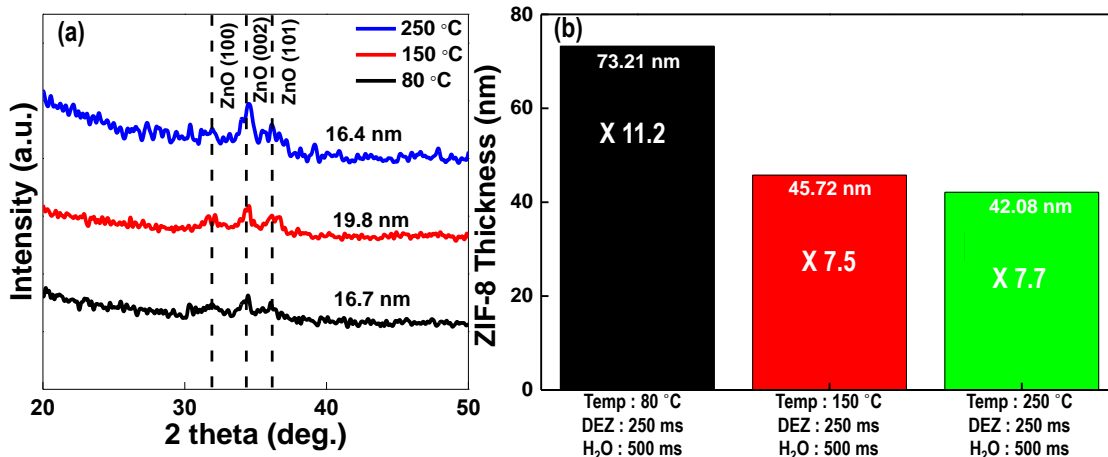 (a)
250 °C
150 °C
80 °C
ZnO (100)
ZnO (002)
ZnO (101)
16.4 nm
19.8 nm
16.7 nm
Intensity (a.u.)
20
30
40
50
2 theta (deg.)
(b)
ZIF-8 Thickness (nm)
80
60
40
20
0
73.21 nm
X 11.2
45.72 nm
X 7.5
42.08 nm
X 7.7
Temp : 80 °C
DEZ : 250 ms
H₂O : 500 ms
Temp : 150 °C
DEZ : 250 ms
H₂O : 500 ms
Temp : 250 °C
DEZ : 250 ms
H₂O : 500 ms